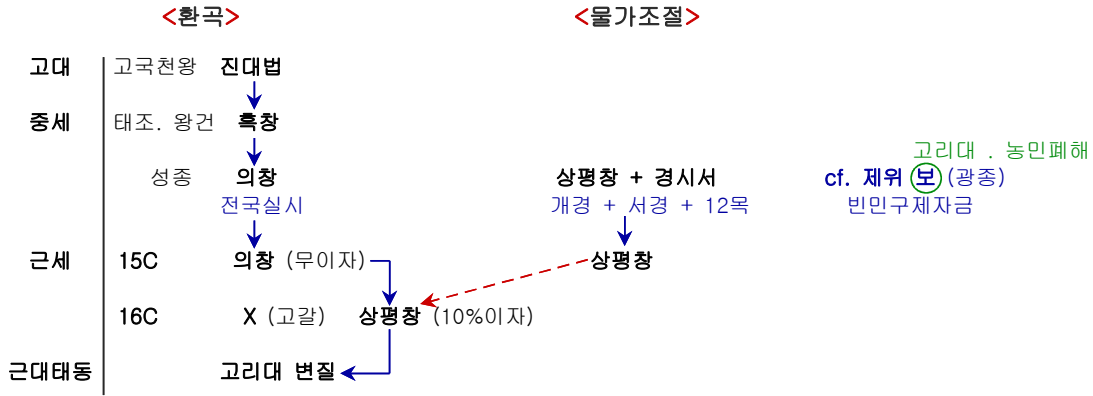 <환곡> <물가조절>
고대 고국천왕 진대법
중세 태조. 왕건 흑창
고리대 . 농민폐해
성종 의창 상평창 + 경시서 cf. 제위 보 (광종)
전국실시 개경 + 서경 + 12목 빈민구제자금
근세 15C 의창 (무이자) 상평창
16C X (고갈) 상평창 (10%이자)
근대태동 고리대 변질